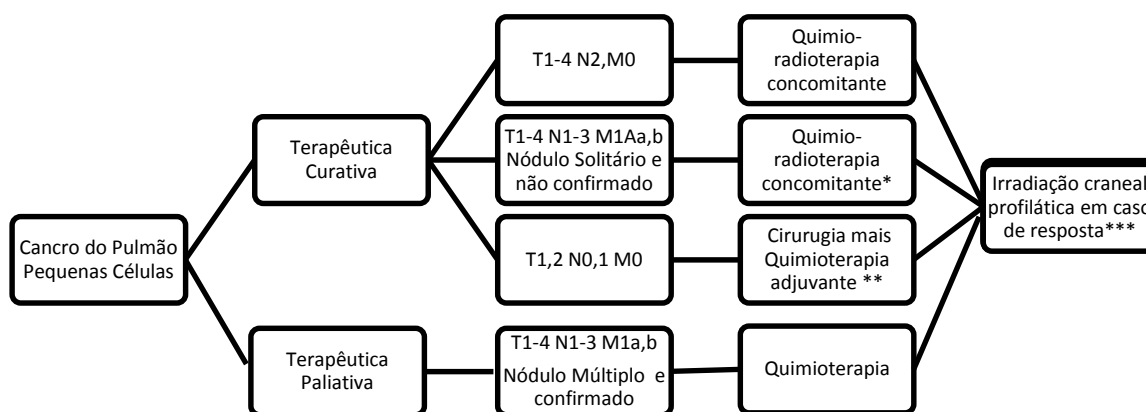 Cancro do Pulmão
Pequenas Células
Terapêutica
Curativa
Terapêutica
Paliativa
T1-4 N2,M0
T1-4 N1-3 M1Aa,b
Nódulo Solitário e
não confirmado
T1,2 N0,1 M0
T1-4 N1-3 M1a,b
Nódulo Múltiplo e
confirmado
Quimio-
radioterapia
concomitante
Quimio-
radioterapia
concomitante*
Cirurugia mais
Quimioterapia
adjuvante **
Quimioterapia
Irradiação craneal
profilática em caso
de resposta***